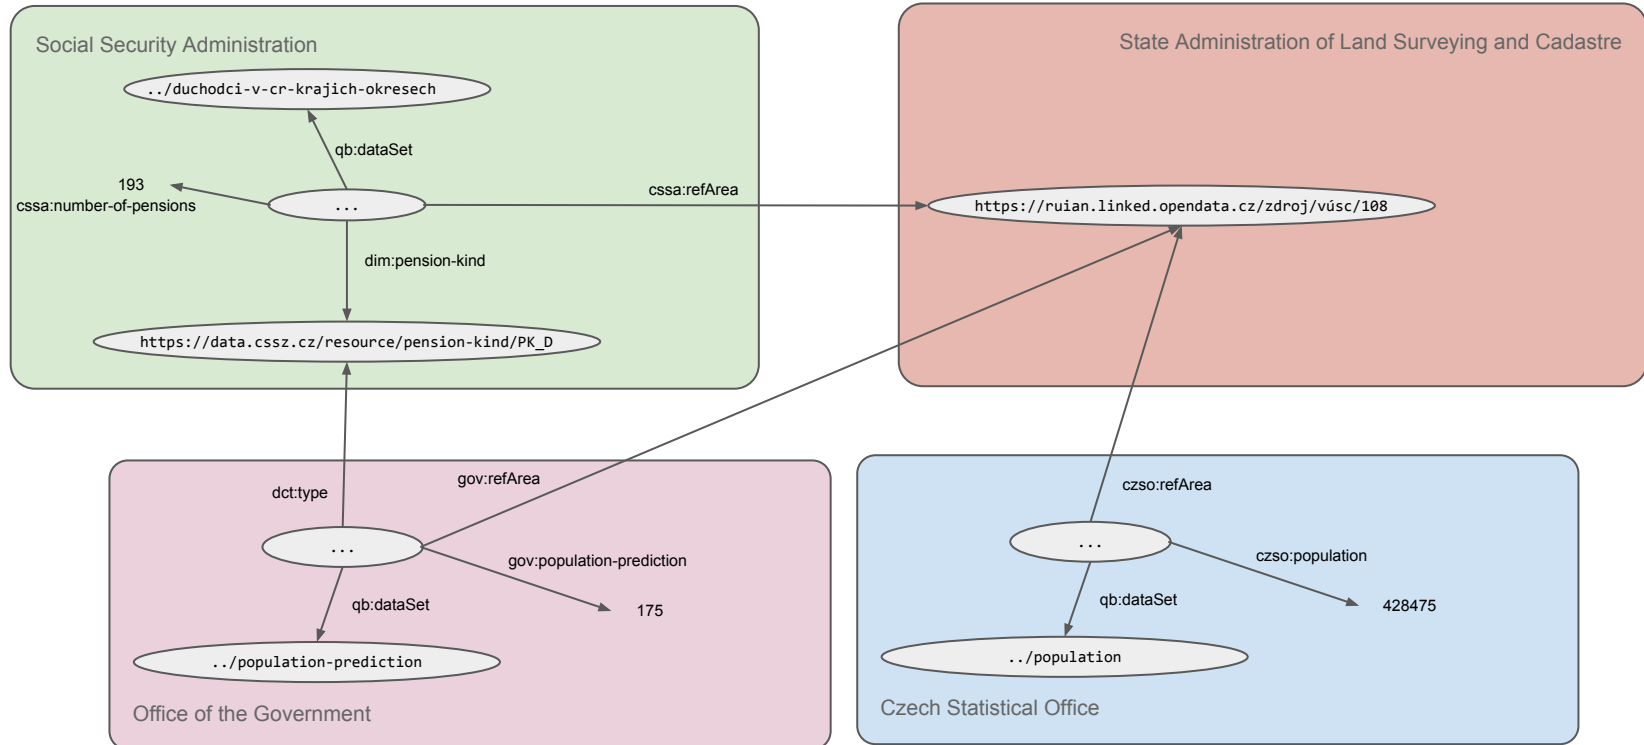 Social Security Administration
State Administration of Land Surveying and Cadastre
../duchodci-v-cr-krajich-okresech
qb:dataSet
193
cssa:number-of-pensions
...
cssa:refArea
https://ruian.linked.opendata.cz/zdroj/vúsc/108
dim:pension-kind
https://data.cssz.cz/resource/pension-kind/PK_D
dct:type
gov:refArea
czso:refArea
...
gov:population-prediction
175
qb:dataSet
../population-prediction
Office of the Government
...
czso:population
428475
qb:dataSet
../population
Czech Statistical Office